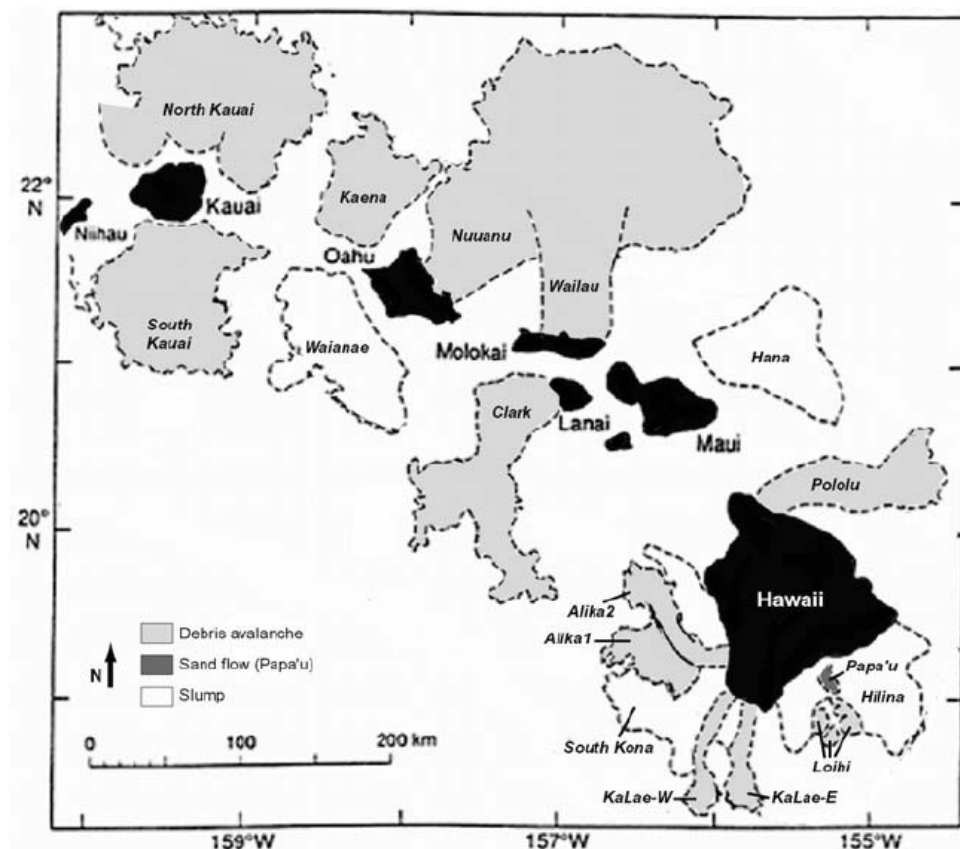 North Kauai
22°
N
Kaena
Kauai
Niihau
Nuuanu
Oahu
Wailau
South
Kauai
Waianae
Molokai
Hana
Clark
Lanai
Maui
Pololu
20°
N
Hawaii
Alika2
Debris avalanche
Alika1
Sand flow (Papa'u)
N
Papa'u
Slump
Hilina
0 100 200 km
South Kona
Loihi
KaLae-W
KaLae-E
159°W
157°W
155°W